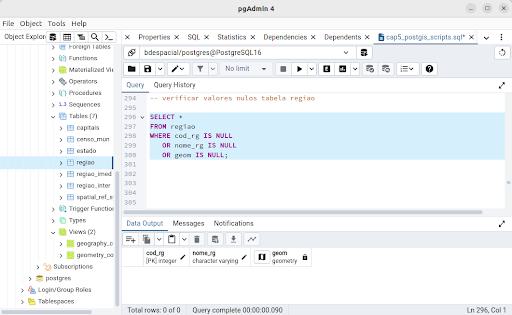 pgAdmin 4
File Object Tools Help
Object Explorer
Properties SQL Statistics Dependencies Dependents cap5_postgis_scripts.sql*
bdespacial/postgres@PostgreSQL16
No limit
Query Query History
Foreign Tables
Functions
Materialized View
Operators
Procedures
Sequences
Tables (7)
capitais
censo_mun
estado
regiao
regiao_imed
regiao_inter
spatial_ref_s
Trigger Function
Types
Views (2)
geography_c
geometry_co
Subscriptions
postgres
Login/Group Roles
Tablespaces
294 -- verificar valores nulos tabela regiao
295
296 SELECT *
297 FROM regiao
298 WHERE cod_rg IS NULL
299 OR nome_rg IS NULL
300 OR geom IS NULL;
301
302
303
304
305
Data Output Messages Notifications
cod_rg nome_rg geom
[PK] integer character varying geometry
Total rows: 0 of 0 Query complete 00:00:00.090 Ln 296, Col 1